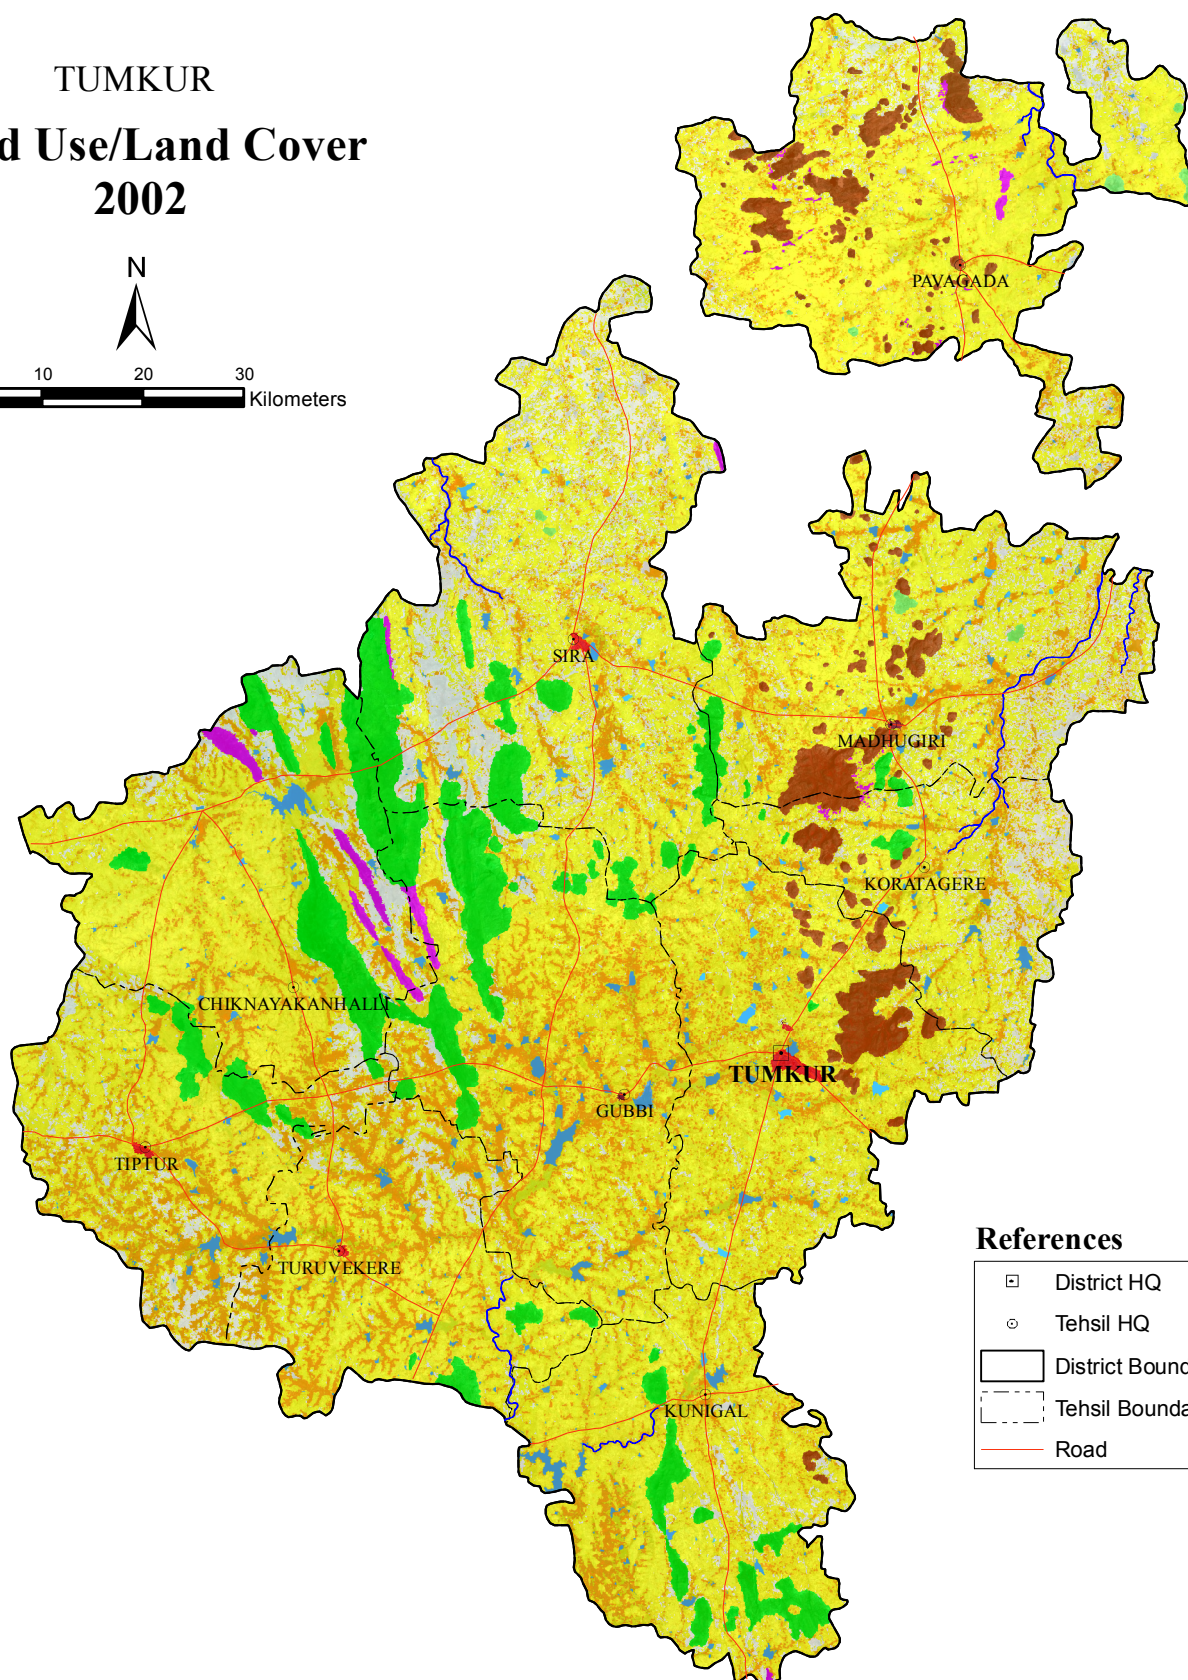 TUMKUR
d Use/Land Cover
2002
N
10 20 30
Kilometers
PAVAGADA
SIRA
MADHUGIRI
KORATAGERE
CHIKNAYAKANHALLI
TUMKUR
GUBBI
TIPTUR
TURUVEKERE
KUNIGAL
References
District HQ
Tehsil HQ
District Bound
Tehsil Bounda
Road